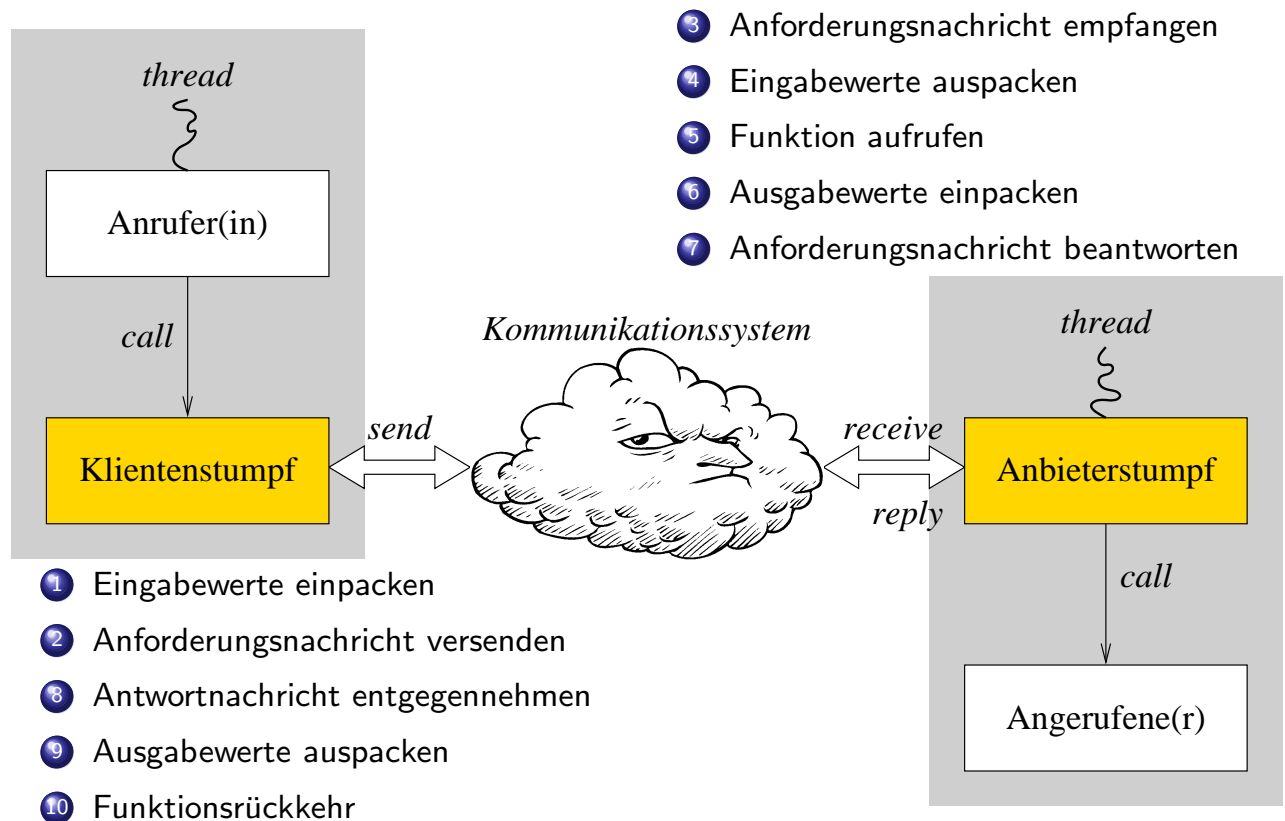 3 Anforderungsnachricht empfangen
4 Eingabewerte auspacken
5 Funktion aufrufen
6 Ausgabewerte einpacken
7 Anforderungsnachricht beantworten
thread
Anrufer(in)
call
Klientenstumpf
send
Kommunikationssystem
receive
reply
thread
Anbieterstumpf
call
Angerufene(r)
1 Eingabewerte einpacken
2 Anforderungsnachricht versenden
8 Antwortnachricht entgegennehmen
9 Ausgabewerte auspacken
10 Funktionsrückkehr